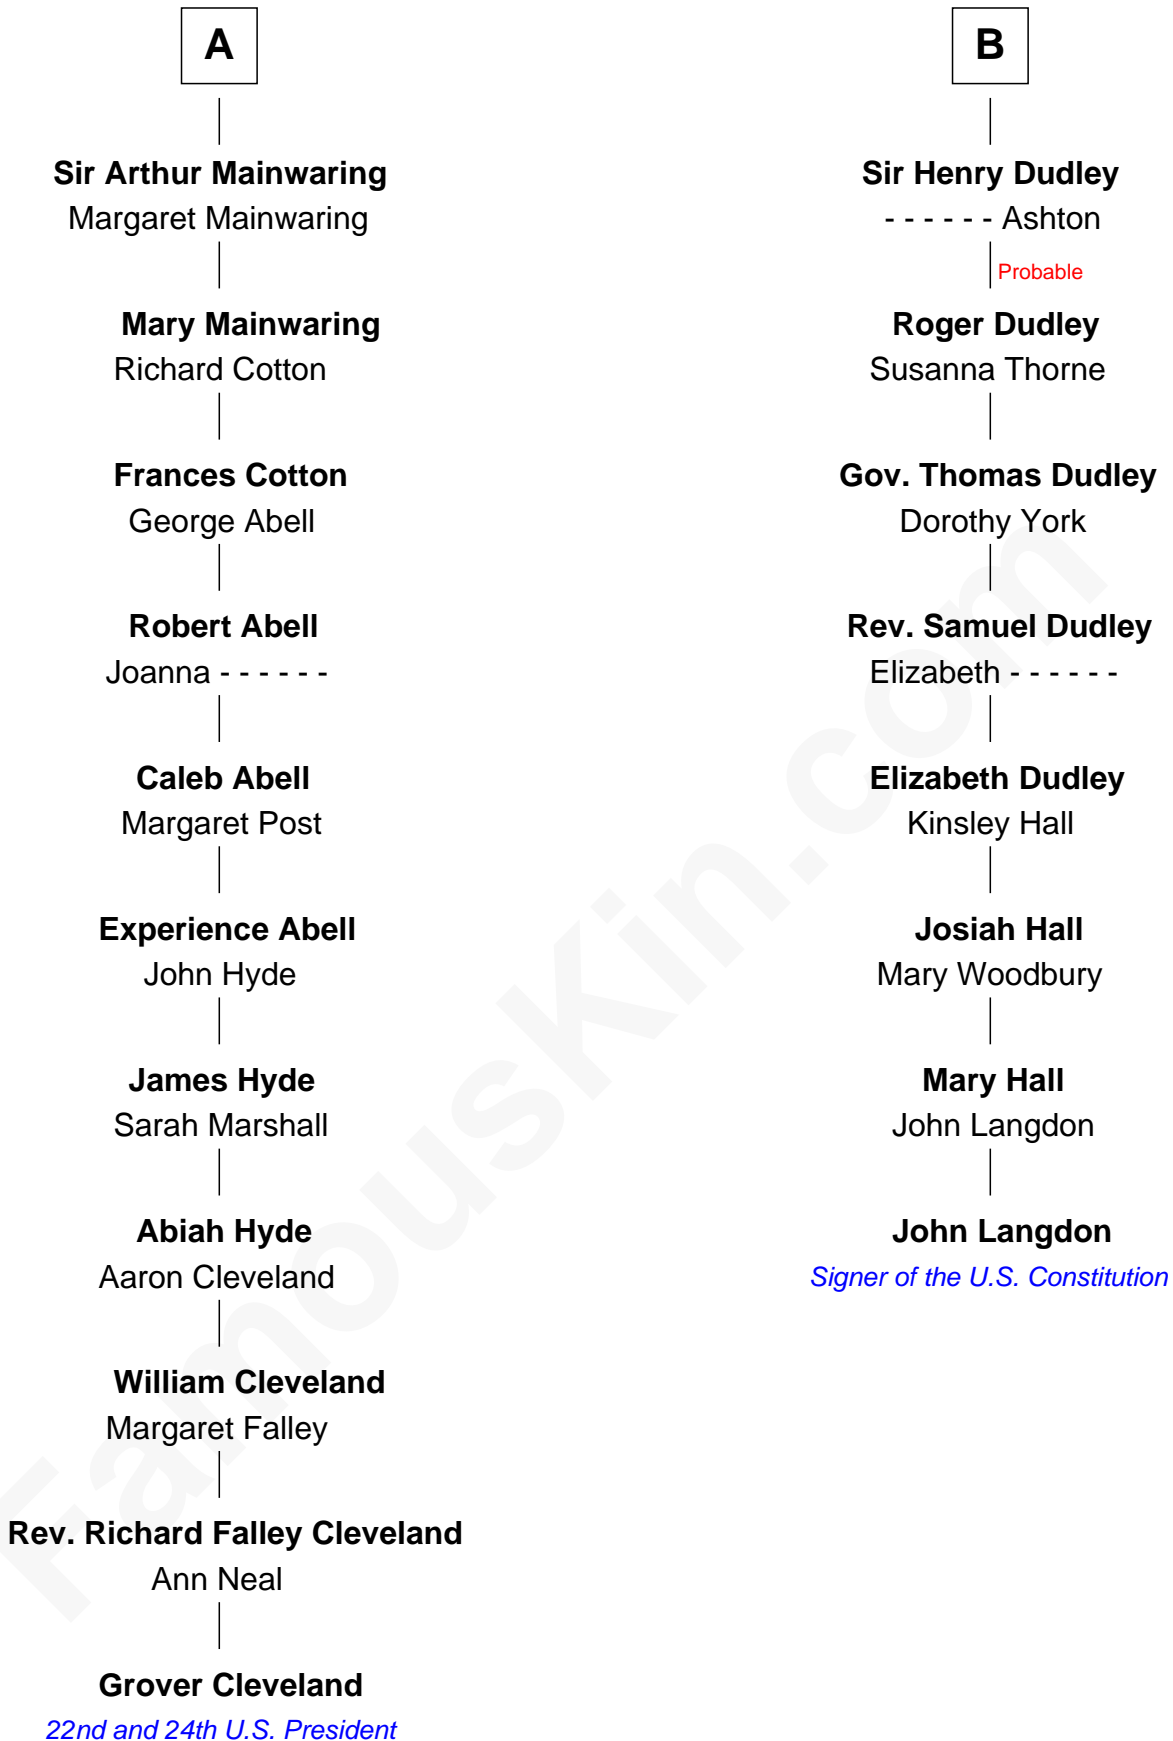 A
Sir Arthur Mainwaring
Margaret Mainwaring
Mary Mainwaring
Richard Cotton
Frances Cotton
George Abell
Robert Abell
Joanna - - - - - -
Caleb Abell
Margaret Post
Experience Abell
John Hyde
James Hyde
Sarah Marshall
Abiah Hyde
Aaron Cleveland
William Cleveland
Margaret Falley
Rev. Richard Falley Cleveland
Ann Neal
Grover Cleveland
22nd and 24th U.S. President
B
Sir Henry Dudley
- - - - - - Ashton
Probable
Roger Dudley
Susanna Thorne
Gov. Thomas Dudley
Dorothy York
Rev. Samuel Dudley
Elizabeth - - - - - -
Elizabeth Dudley
Kinsley Hall
Josiah Hall
Mary Woodbury
Mary Hall
John Langdon
John Langdon
Signer of the U.S. Constitution
FamousKin.com